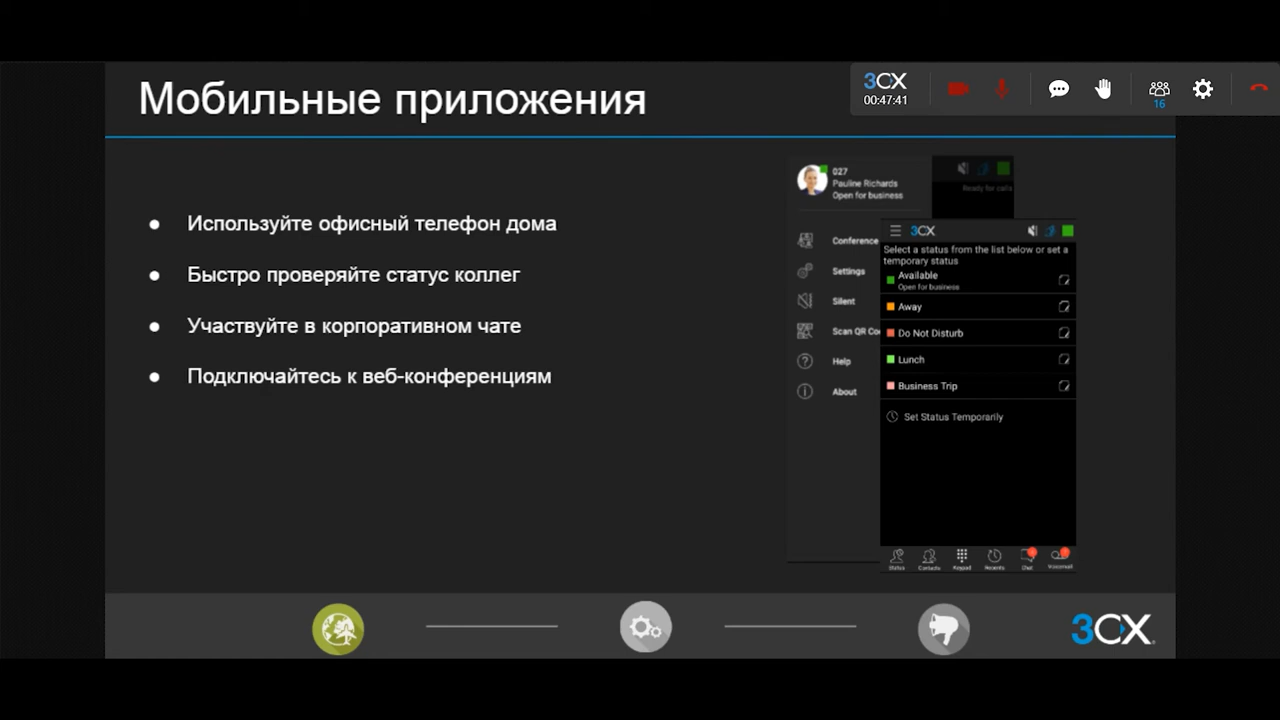 Мобильные приложения
3CX
00:47:41
16
Используйте офисный телефон дома
Быстро проверяйте статус коллег
Участвуйте в корпоративном чате
Подключайтесь к веб-конференциям
027
Pauline Richards
Open for business
Ready for calls
Conference
Settings
Silent
Scan QR Co
Help
About
3CX
Select a status from the list below or set a
temporary status
Available
Open for business
Away
Do Not Disturb
Lunch
Business Trip
Set Status Temporarily
Status Contacts Keypad Recents Chat Voicemail
3CX